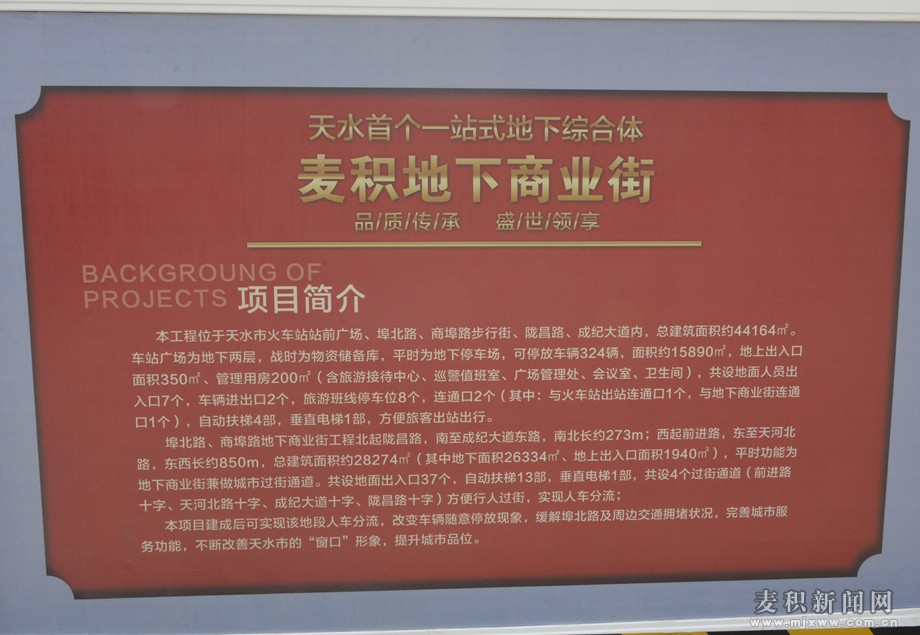 天水首个一站式地下综合体
麦积地下商业街
品/质/传/承 盛/世/领/享
BACKGROUNG OF
PROJECTS 项目简介
本工程位于天水市火车站站前广场、埠北路、商埠路步行街、陇昌路、成纪大道内，总建筑面积约44164㎡。
车站广场为地下两层，战时为物资储备库，平时为地下停车场，可停放车辆324辆，面积约15890㎡，地上出入口
面积350㎡、管理用房200㎡（含旅游接待中心、巡警值班室、广场管理处、会议室、卫生间），共设地面人员出
入口7个，车辆进出口2个，旅游班线停车位8个，连通口2个（其中：与火车站出站连通口1个，与地下商业街连通
口1个），自动扶梯4部，垂直电梯1部，方便旅客出站出行。
埠北路、商埠路地下商业街工程北起陇昌路，南至成纪大道东路，南北长约273m；西起前进路，东至天河北
路，东西长约850m，总建筑面积约28274㎡（其中地下面积26334㎡、地上出入口面积1940㎡），平时功能为
地下商业街兼做城市过街通道。共设地面出入口37个，自动扶梯13部，垂直电梯1部，共设4个过街通道（前进路
十字、天河北路十字、成纪大道十字、陇昌路十字）方便行人过街，实现人车分流；
本项目建成后可实现该地段人车分流，改变车辆随意停放现象，缓解埠北路及周边交通拥堵状况，完善城市服
务功能，不断改善天水市的“窗口”形象，提升城市品位。
麦积新闻网
www.mjxww.com.cn